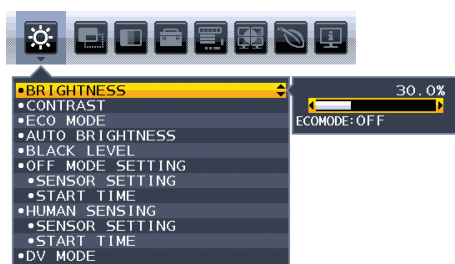 •BRIGHTNESS
•CONTRAST
•ECO MODE
•AUTO BRIGHTNESS
•BLACK LEVEL
•OFF MODE SETTING
•SENSOR SETTING
•START TIME
•HUMAN SENSING
•SENSOR SETTING
•START TIME
•DV MODE
30.0%
ECOMODE:OFF